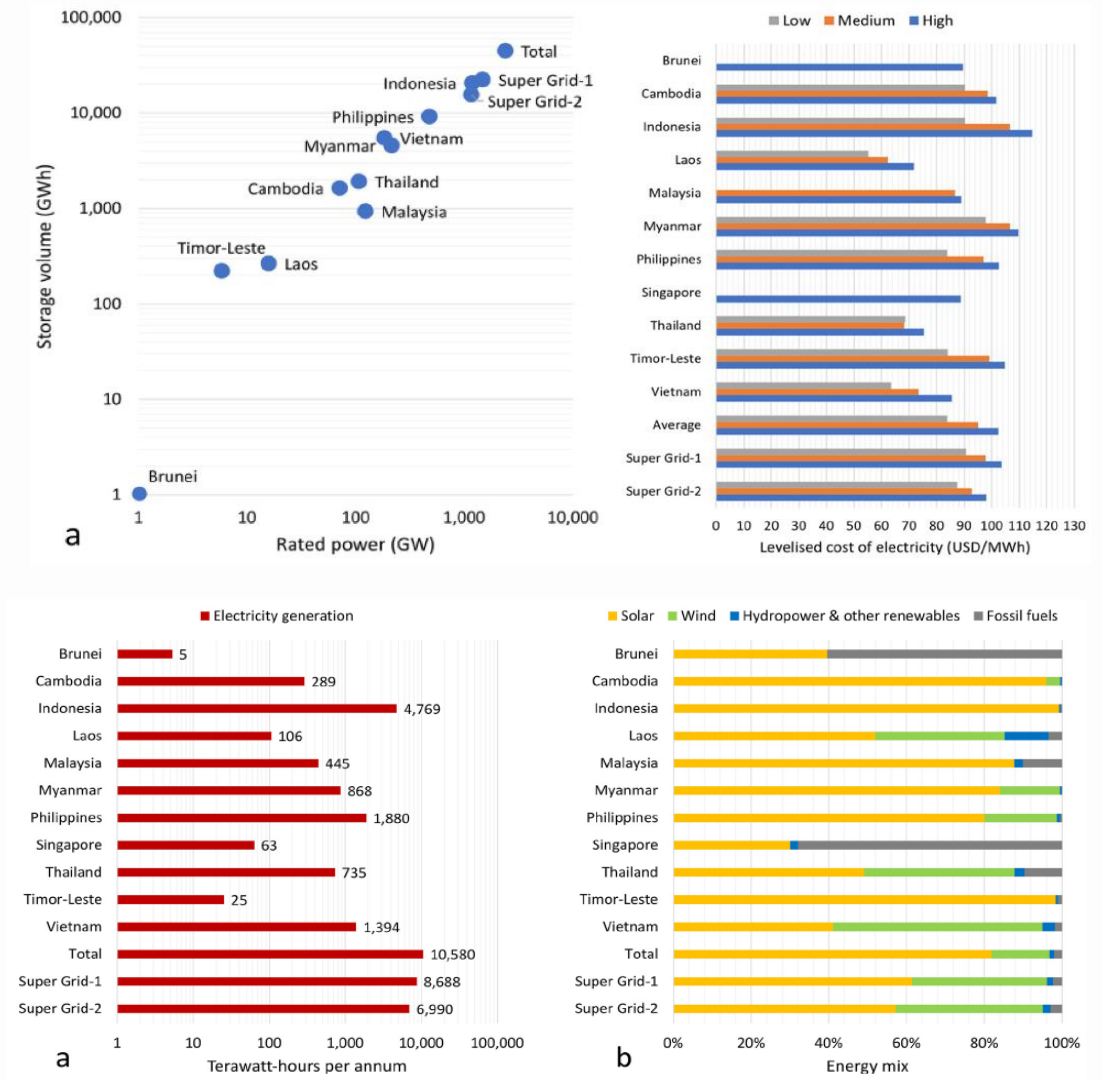 100,000
10,000
1,000
100
10
1
Storage volume (GWh)
Total
Indonesia
Super Grid-1
Super Grid-2
Philippines
Vietnam
Myanmar
Cambodia
Thailand
Malaysia
Timor-Leste
Laos
Brunei
1 10 100 1,000 10,000
Rated power (GW)
a
Low Medium High
Brunei
Cambodia
Indonesia
Laos
Malaysia
Myanmar
Philippines
Singapore
Thailand
Timor-Leste
Vietnam
Average
Super Grid-1
Super Grid-2
0 10 20 30 40 50 60 70 80 90 100 110 120 130
Levelised cost of electricity (USD/MWh)
Electricity generation
Brunei 5
Cambodia 289
Indonesia 4,769
Laos 106
Malaysia 445
Myanmar 868
Philippines 1,880
Singapore 63
Thailand 735
Timor-Leste 25
Vietnam 1,394
Total 10,580
Super Grid-1 8,688
Super Grid-2 6,990
1 10 100 1,000 10,000 100,000
a Terawatt-hours per annum
Solar Wind Hydropower & other renewables Fossil fuels
Brunei
Cambodia
Indonesia
Laos
Malaysia
Myanmar
Philippines
Singapore
Thailand
Timor-Leste
Vietnam
Total
Super Grid-1
Super Grid-2
0% 20% 40% 60% 80% 100%
b Energy mix